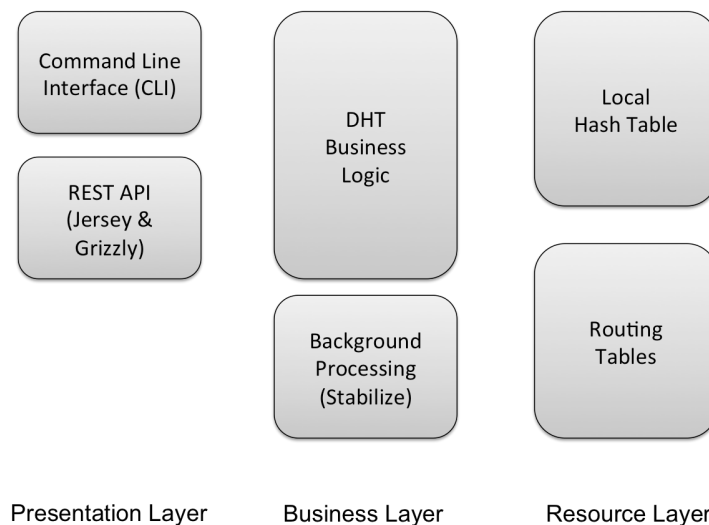 Command Line
Interface (CLI)
REST API
(Jersey &
Grizzly)
DHT
Business
Logic
Background
Processing
(Stabilize)
Local
Hash Table
Routing
Tables
Presentation Layer
Business Layer
Resource Layer